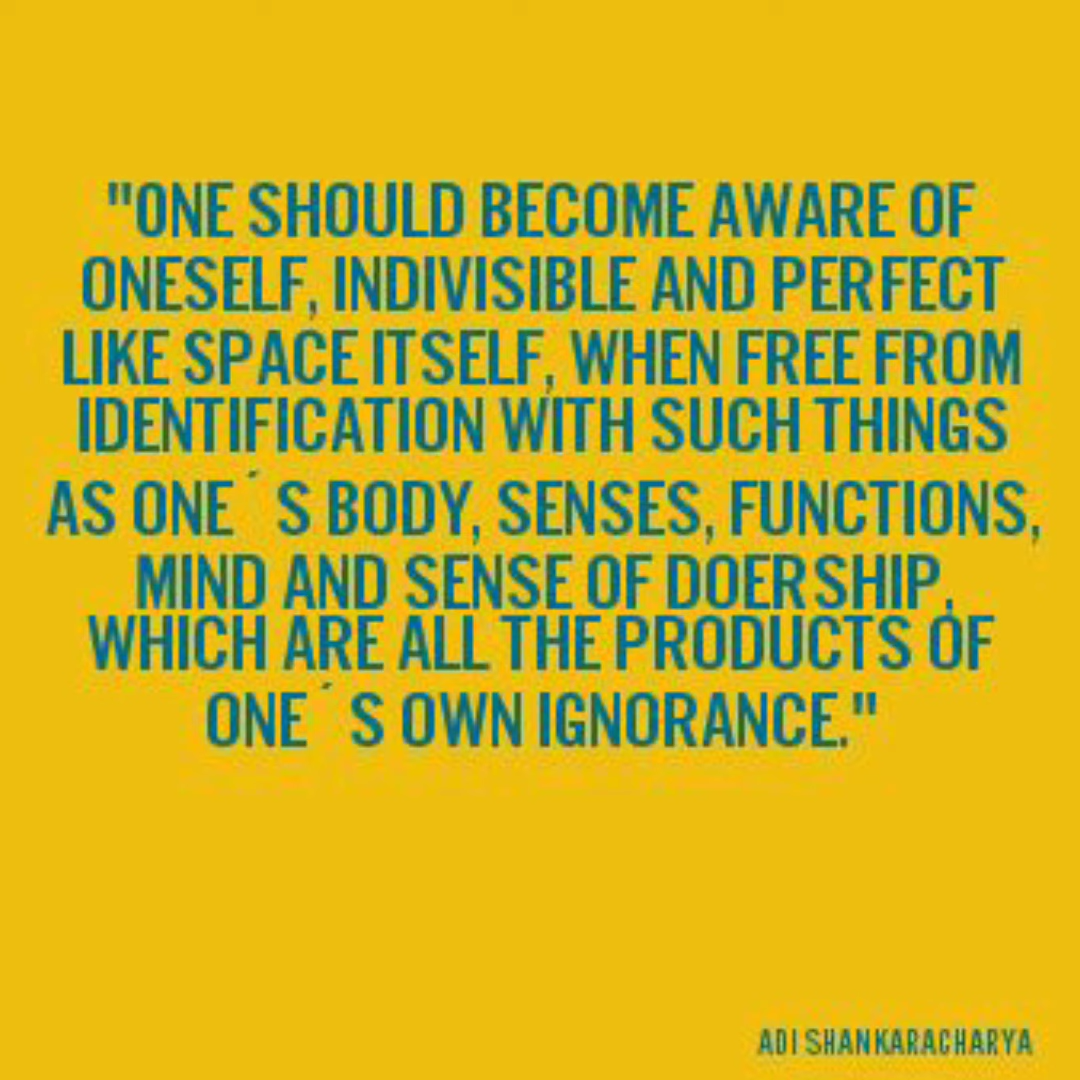 "ONE SHOULD BECOME AWARE OF
ONESELF, INDIVISIBLE AND PERFECT
LIKE SPACE ITSELF, WHEN FREE FROM
IDENTIFICATION WITH SUCH THINGS
AS ONE´S BODY, SENSES, FUNCTIONS,
MIND AND SENSE OF DOERSHIP,
WHICH ARE ALL THE PRODUCTS OF
ONE´S OWN IGNORANCE."
ADI SHANKARACHARYA